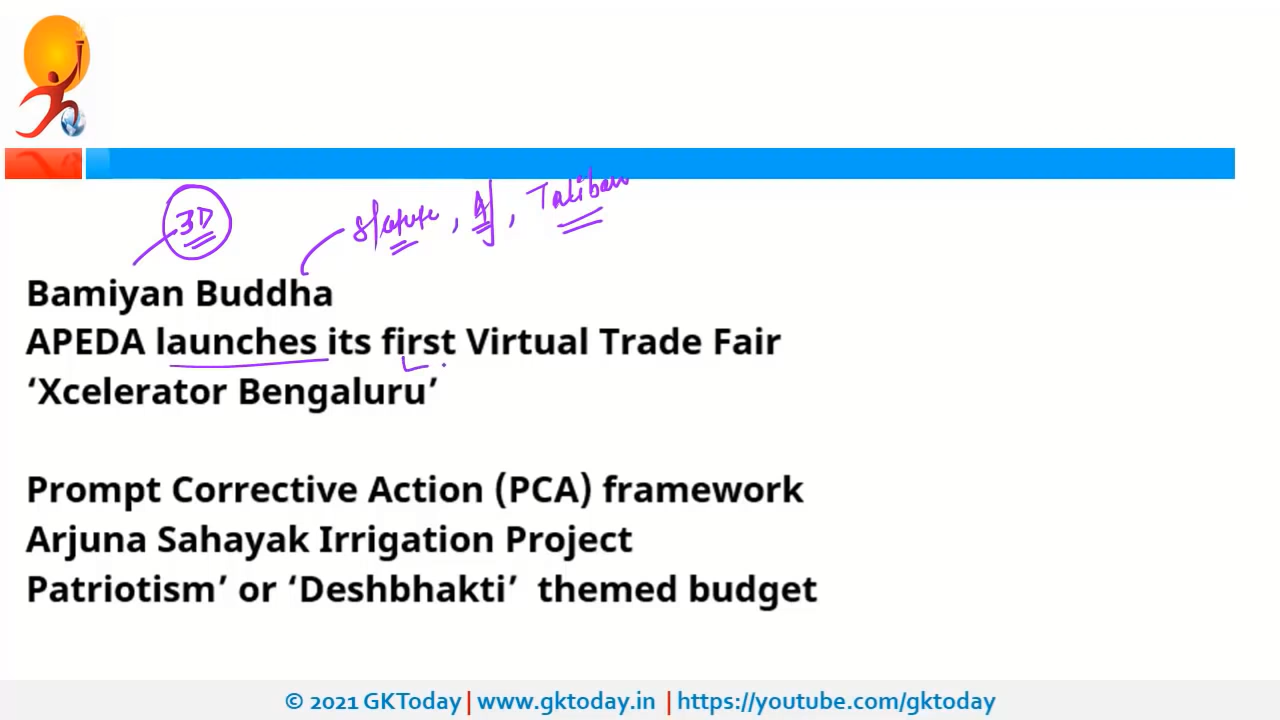 3D
statute, Af, Taliban
Bamiyan Buddha
APEDA launches its first Virtual Trade Fair
‘Xcelerator Bengaluru’
Prompt Corrective Action (PCA) framework
Arjuna Sahayak Irrigation Project
Patriotism’ or ‘Deshbhakti’ themed budget
© 2021 GKToday | www.gktoday.in | https://youtube.com/gktoday